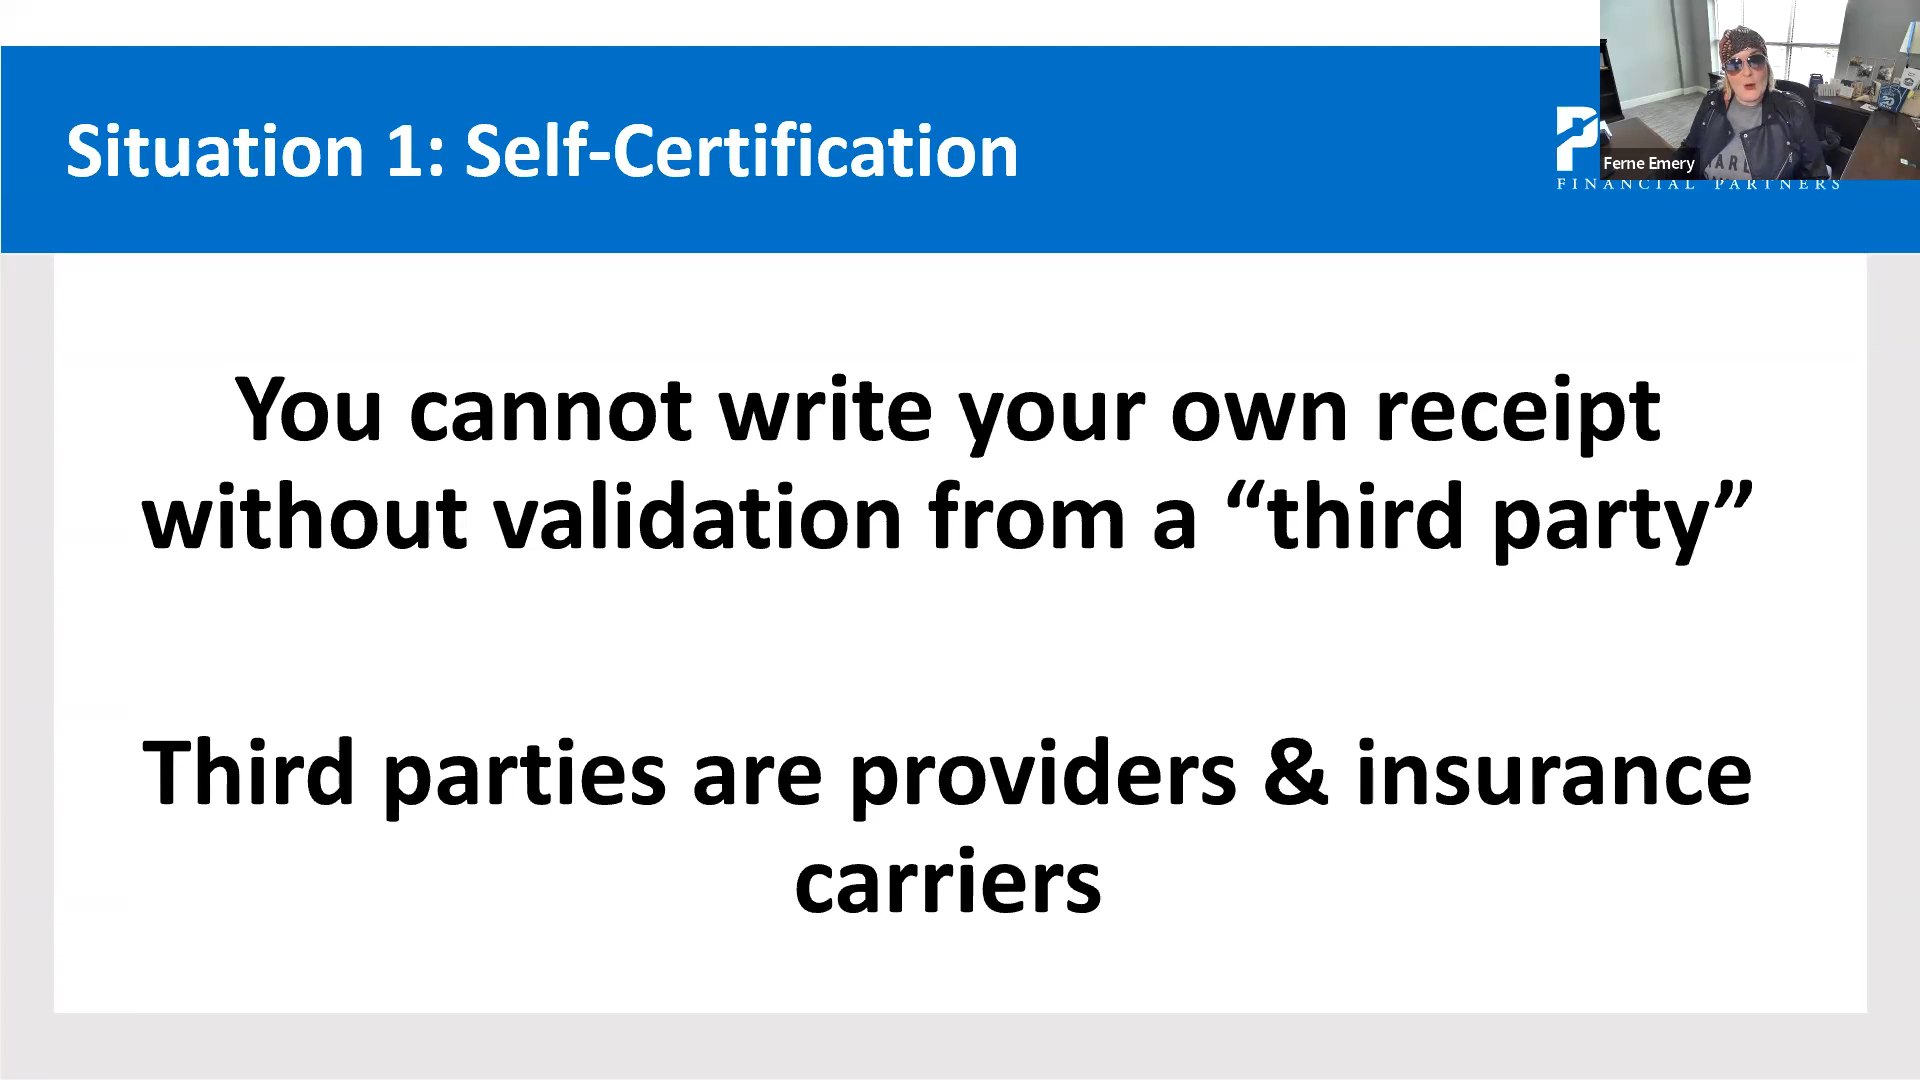 Situation 1: Self-Certification
P
Ferne Emery
FINANCIAL PARTNERS
You cannot write your own receipt
without validation from a “third party”
Third parties are providers & insurance
carriers